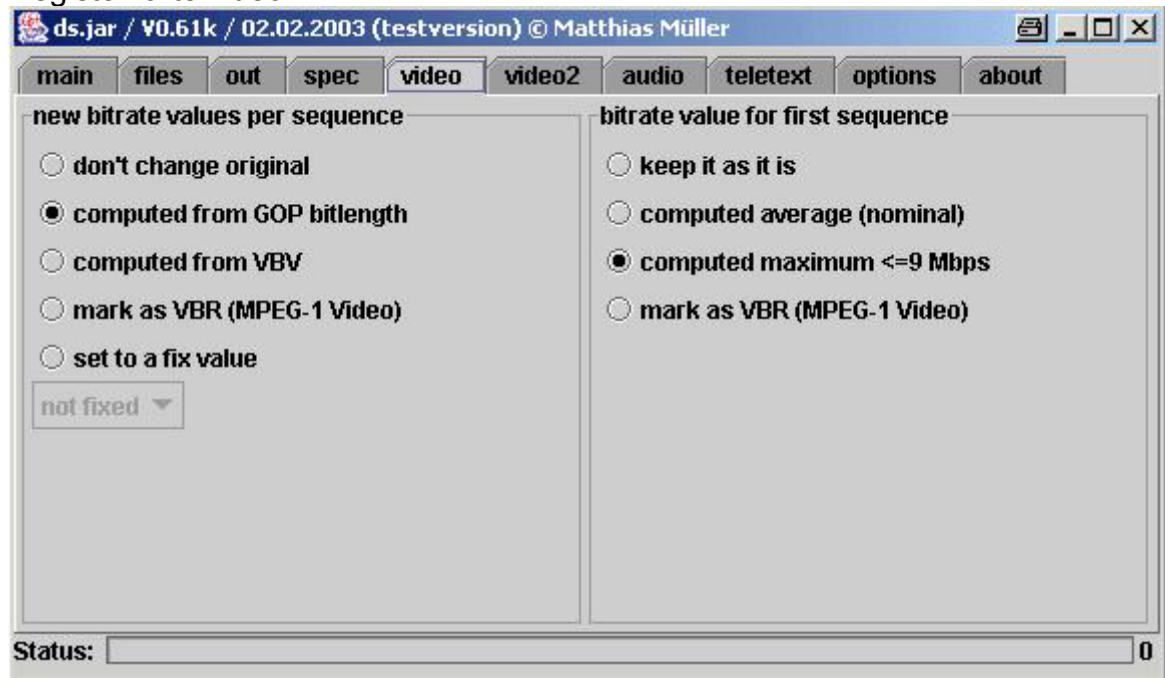 ds.jar / V0.61k / 02.02.2003 (testversion) © Matthias Müller
main files out spec video video2 audio teletext options about
new bitrate values per sequence
don't change original
computed from GOP bitlength
computed from VBV
mark as VBR (MPEG-1 Video)
set to a fix value
not fixed
bitrate value for first sequence
keep it as it is
computed average (nominal)
computed maximum <=9 Mbps
mark as VBR (MPEG-1 Video)
Status: 0